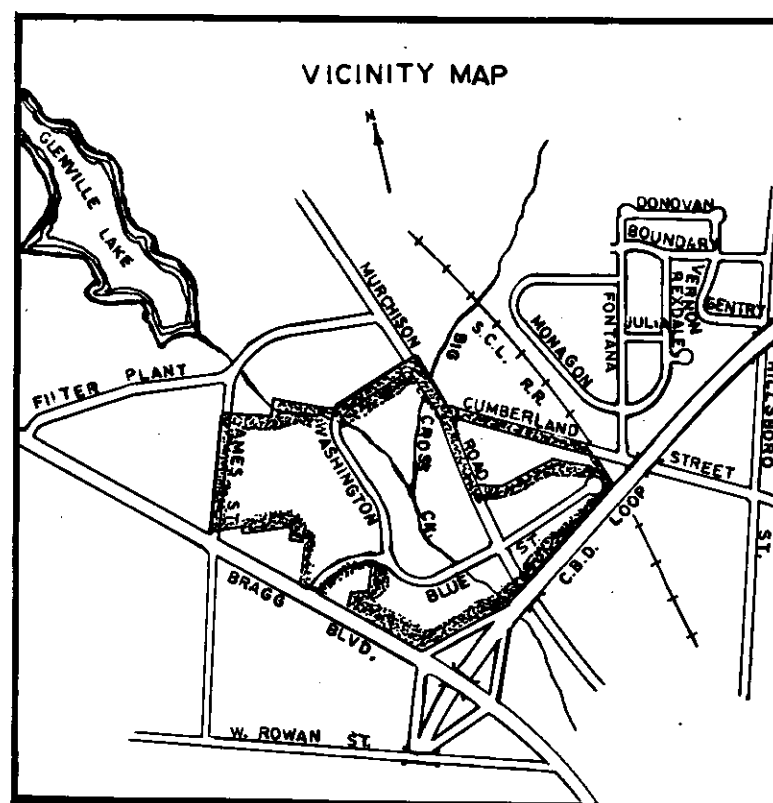 VICINITY MAP
N
GLENVILLE
LAKE
DONOVAN
BOUNDARY
VERNON
REXDALE
GENTRY
MURCHISON
ROAD
S.C.L.
R.R.
MONAGON
FONTANA
JULIA
HILLSBORO
ST.
BIG
CROSS
CR.
FILTER PLANT
CUMBERLAND
STREET
WASHINGTON
JAMES ST.
BLUE ST.
C.B.D. LOOP
BRAGG
BLVD.
W. ROWAN ST.